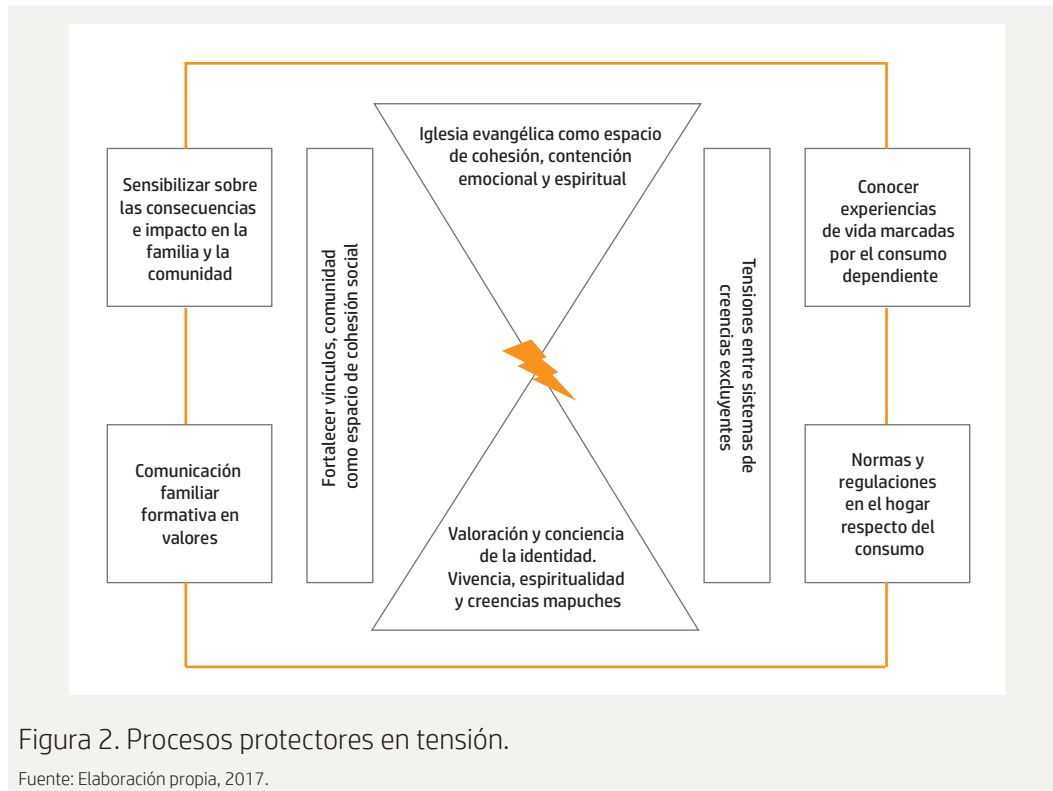 Iglesia evangélica como espacio
de cohesión, contención
emocional y espiritual
Sensibilizar sobre
las consecuencias
e impacto en la
familia y la
comunidad
Fortalecer vínculos, comunidad
como espacio de cohesión social
Tensiones entre sistemas de
creencias excluyentes
Conocer
experiencias
de vida marcadas
por el consumo
dependiente
Comunicación
familiar
formativa en
valores
Valoración y conciencia
de la identidad.
Vivencia, espiritualidad
y creencias mapuches
Normas y
regulaciones
en el hogar
respecto del
consumo
Figura 2. Procesos protectores en tensión.
Fuente: Elaboración propia, 2017.